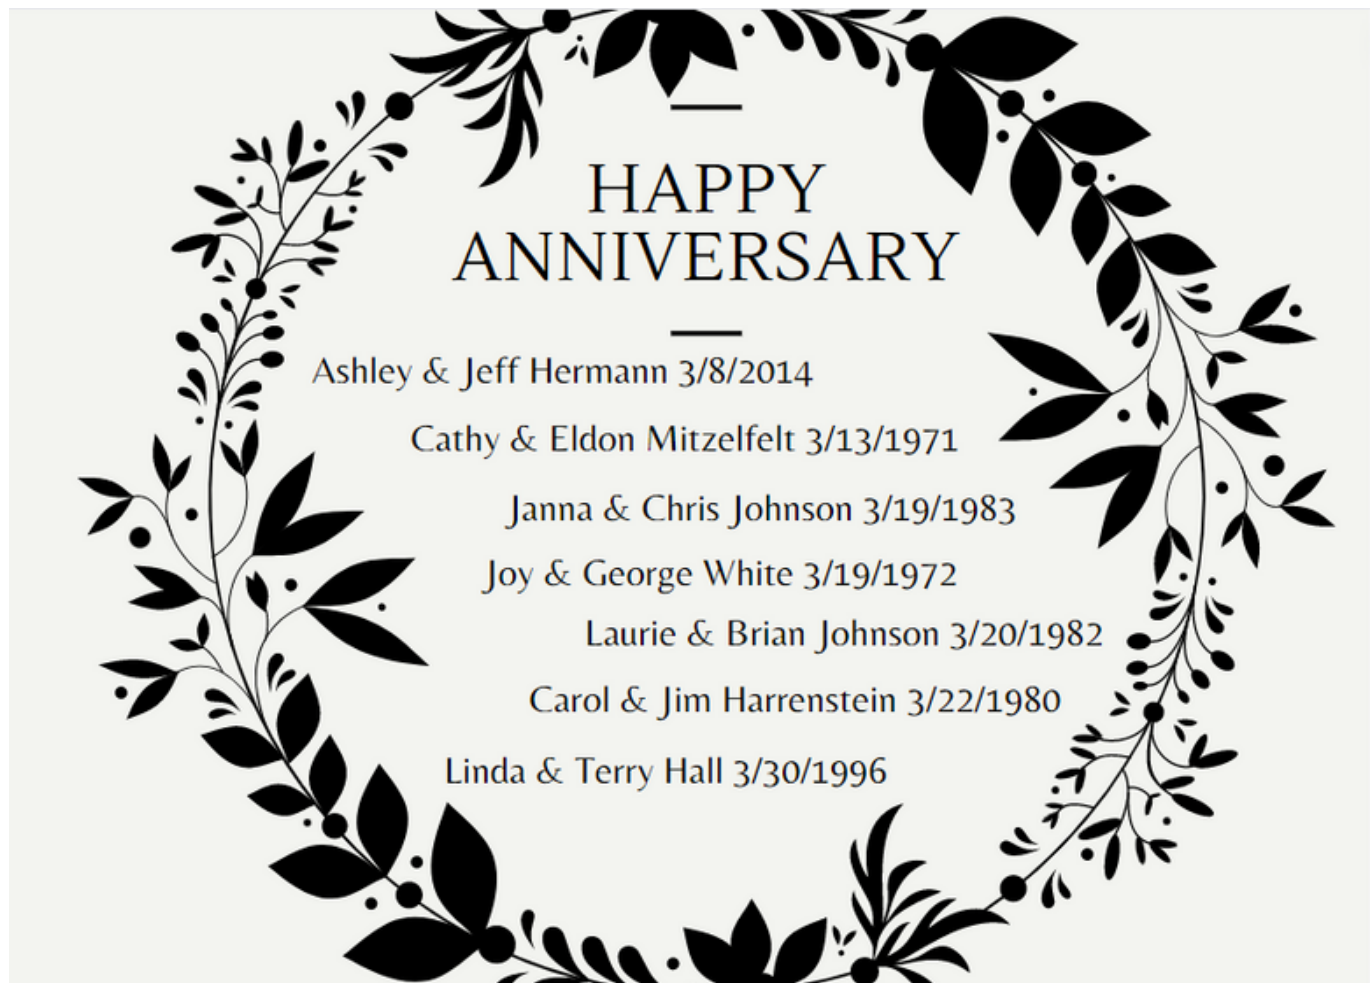 HAPPY
ANNIVERSARY
Ashley & Jeff Hermann 3/8/2014
Cathy & Eldon Mitzelfelt 3/13/1971
Janna & Chris Johnson 3/19/1983
Joy & George White 3/19/1972
Laurie & Brian Johnson 3/20/1982
Carol & Jim Harrenstein 3/22/1980
Linda & Terry Hall 3/30/1996